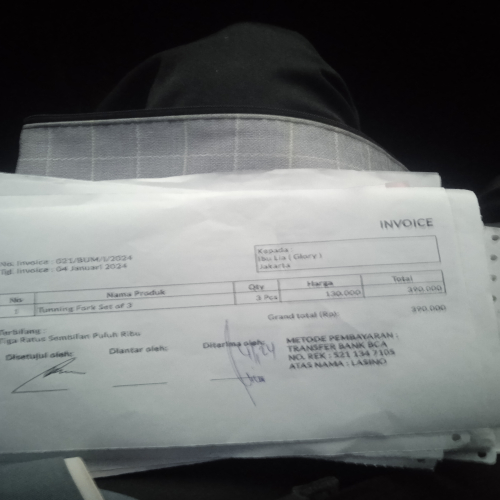 INVOICE
No. Invoice : 021/BUM/I/2024
Tgl. Invoice : 04 Januari 2024
Kepada :
Ibu Lia ( Glory )
Jakarta
No Nama Produk Qty Harga Total
1 Tunning Fork Set of 3 3 Pcs 130.000 390.000
Grand total (Rp): 390.000
Terbilang :
Tiga Ratus Sembilan Puluh Ribu
Disetujui oleh: Diantar oleh: Diterima oleh:
4/1/24
METODE PEMBAYARAN :
TRANSFER BANK BCA
NO. REK : 521 134 7105
ATAS NAMA : LASINO